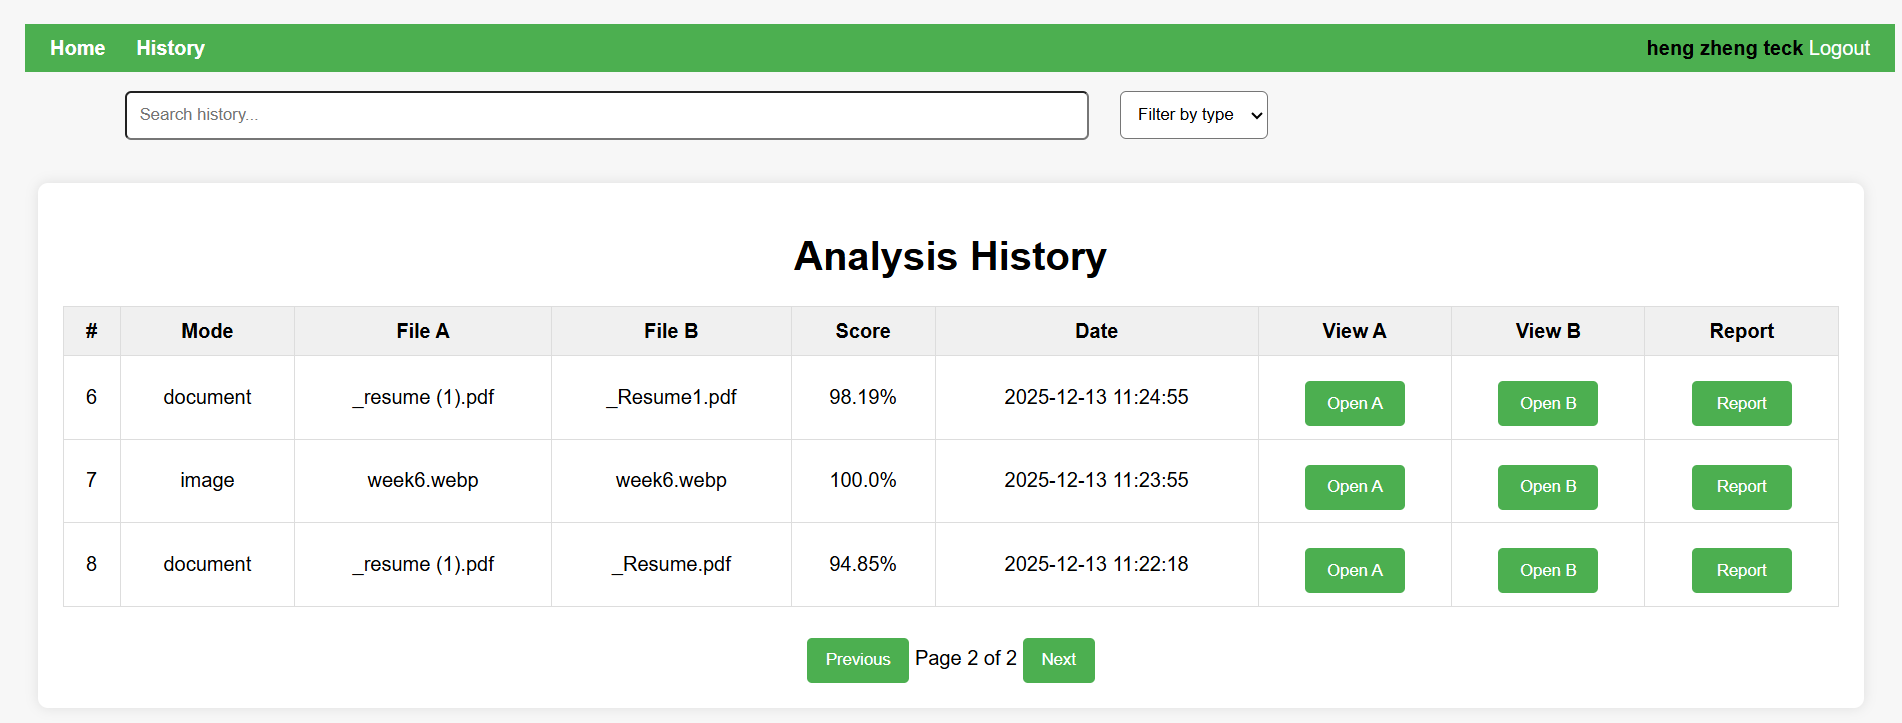 Home History heng zheng teck Logout
Search history... Filter by type
Analysis History
# Mode File A File B Score Date View A View B Report
6 document _resume (1).pdf _Resume1.pdf 98.19% 2025-12-13 11:24:55 Open A Open B Report
7 image week6.webp week6.webp 100.0% 2025-12-13 11:23:55 Open A Open B Report
8 document _resume (1).pdf _Resume.pdf 94.85% 2025-12-13 11:22:18 Open A Open B Report
Previous Page 2 of 2 Next